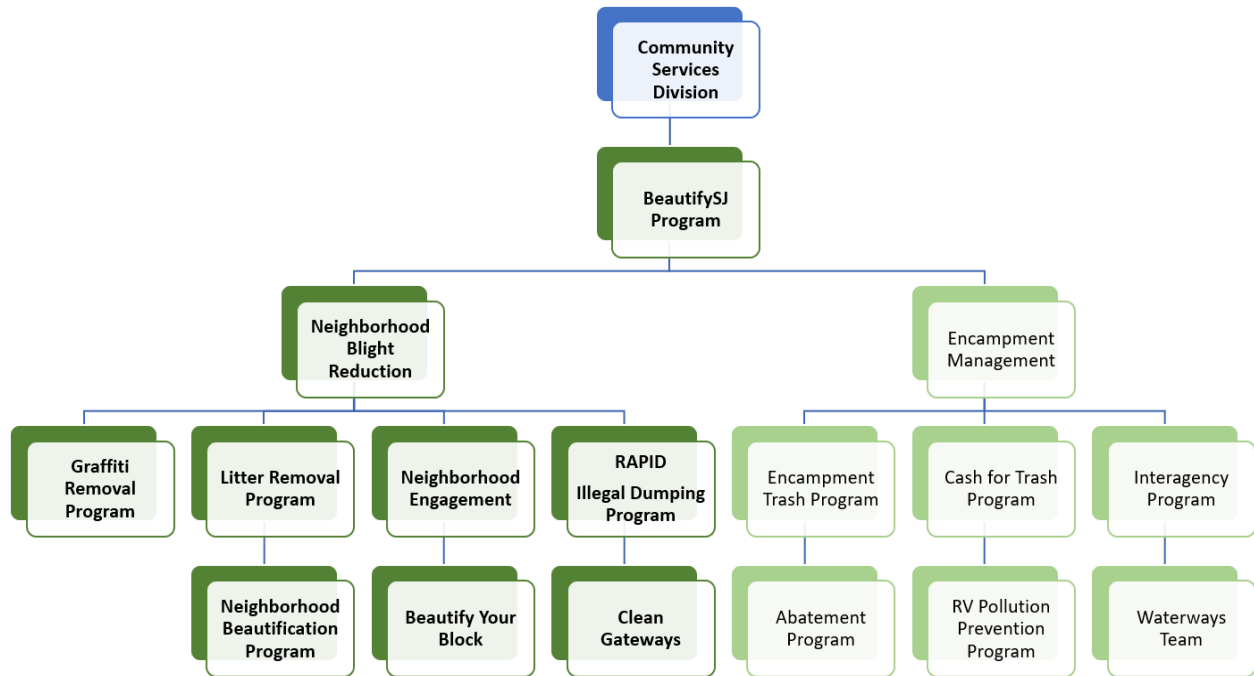 Community
Services
Division
BeautifySJ
Program
Neighborhood
Blight
Reduction
Encampment
Management
Graffiti
Removal
Program
Litter Removal
Program
Neighborhood
Engagement
RAPID
Illegal Dumping
Program
Encampment
Trash Program
Cash for Trash
Program
Interagency
Program
Neighborhood
Beautification
Program
Beautify Your
Block
Clean
Gateways
Abatement
Program
RV Pollution
Prevention
Program
Waterways
Team